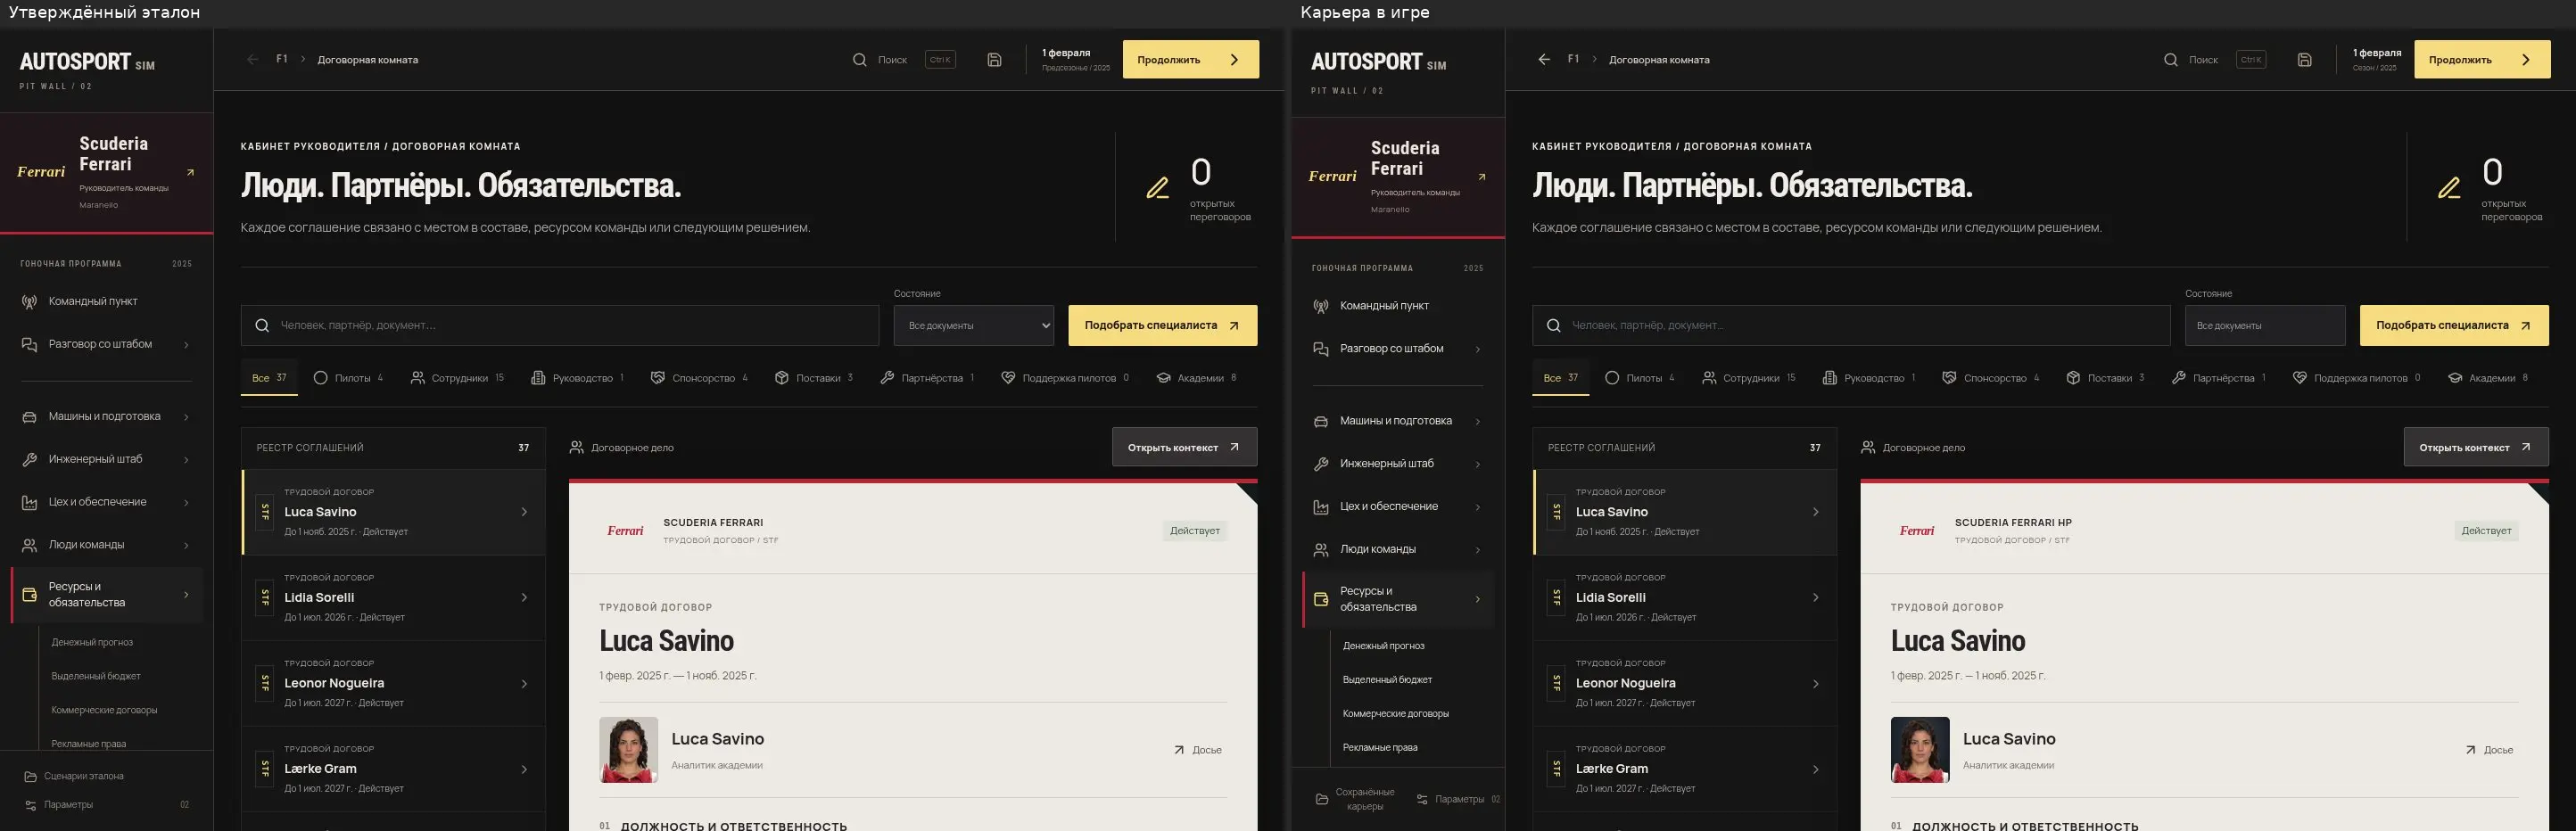 Утверждённый эталон
AUTOSPORT SIM
PIT WALL / 02
Ferrari
Scuderia
Ferrari
Руководитель команды
Maranello
ГОНОЧНАЯ ПРОГРАММА 2025
Командный пункт
Разговор со штабом
Машины и подготовка
Инженерный штаб
Цех и обеспечение
Люди команды
Ресурсы и
обязательства
Денежный прогноз
Выделенный бюджет
Коммерческие договоры
Рекламные права
Сценарии эталона
Параметры 02
F1 Договорная комната
Поиск Ctrl K
1 февраля
Предсезонье / 2025
Продолжить
КАБИНЕТ РУКОВОДИТЕЛЯ / ДОГОВОРНАЯ КОМНАТА
Люди. Партнёры. Обязательства.
Каждое соглашение связано с местом в составе, ресурсом команды или следующим решением.
0
открытых
переговоров
Состояние
Человек, партнёр, документ...
Все документы
Подобрать специалиста
Все 37 Пилоты 4 Сотрудники 15 Руководство 1 Спонсорство 4 Поставки 3 Партнёрства 1 Поддержка пилотов 0 Академии 8
РЕЕСТР СОГЛАШЕНИЙ 37
STF
ТРУДОВОЙ ДОГОВОР
Luca Savino
До 1 нояб. 2025 г. · Действует
STF
ТРУДОВОЙ ДОГОВОР
Lidia Sorelli
До 1 июл. 2026 г. · Действует
STF
ТРУДОВОЙ ДОГОВОР
Leonor Nogueira
До 1 июл. 2027 г. · Действует
STF
ТРУДОВОЙ ДОГОВОР
Lærke Gram
До 1 июл. 2027 г. · Действует
Договорное дело
Открыть контекст
Ferrari
SCUDERIA FERRARI
ТРУДОВОЙ ДОГОВОР / STF
Действует
ТРУДОВОЙ ДОГОВОР
Luca Savino
1 февр. 2025 г. — 1 нояб. 2025 г.
Luca Savino
Аналитик академии
Досье
01 ДОЛЖНОСТЬ И ОТВЕТСТВЕННОСТЬ
Карьера в игре
AUTOSPORT SIM
PIT WALL / 02
Ferrari
Scuderia
Ferrari
Руководитель команды
Maranello
ГОНОЧНАЯ ПРОГРАММА 2025
Командный пункт
Разговор со штабом
Машины и подготовка
Инженерный штаб
Цех и обеспечение
Люди команды
Ресурсы и
обязательства
Денежный прогноз
Выделенный бюджет
Коммерческие договоры
Рекламные права
Сохранённые
карьеры
Параметры 02
F1 Договорная комната
Поиск Ctrl K
1 февраля
Сезон / 2025
Продолжить
КАБИНЕТ РУКОВОДИТЕЛЯ / ДОГОВОРНАЯ КОМНАТА
Люди. Партнёры. Обязательства.
Каждое соглашение связано с местом в составе, ресурсом команды или следующим решением.
0
открытых
переговоров
Состояние
Человек, партнёр, документ…
Все документы
Подобрать специалиста
Все 37 Пилоты 4 Сотрудники 15 Руководство 1 Спонсорство 4 Поставки 3 Партнёрства 1 Поддержка пилотов 0 Академии 8
РЕЕСТР СОГЛАШЕНИЙ 37
STF
ТРУДОВОЙ ДОГОВОР
Luca Savino
До 1 нояб. 2025 г. · Действует
STF
ТРУДОВОЙ ДОГОВОР
Lidia Sorelli
До 1 июл. 2026 г. · Действует
STF
ТРУДОВОЙ ДОГОВОР
Leonor Nogueira
До 1 июл. 2027 г. · Действует
STF
ТРУДОВОЙ ДОГОВОР
Lærke Gram
До 1 июл. 2027 г. · Действует
Договорное дело
Открыть контекст
Ferrari
SCUDERIA FERRARI HP
ТРУДОВОЙ ДОГОВОР / STF
Действует
ТРУДОВОЙ ДОГОВОР
Luca Savino
1 февр. 2025 г. — 1 нояб. 2025 г.
Luca Savino
Аналитик академии
Досье
01 ДОЛЖНОСТЬ И ОТВЕТСТВЕННОСТЬ